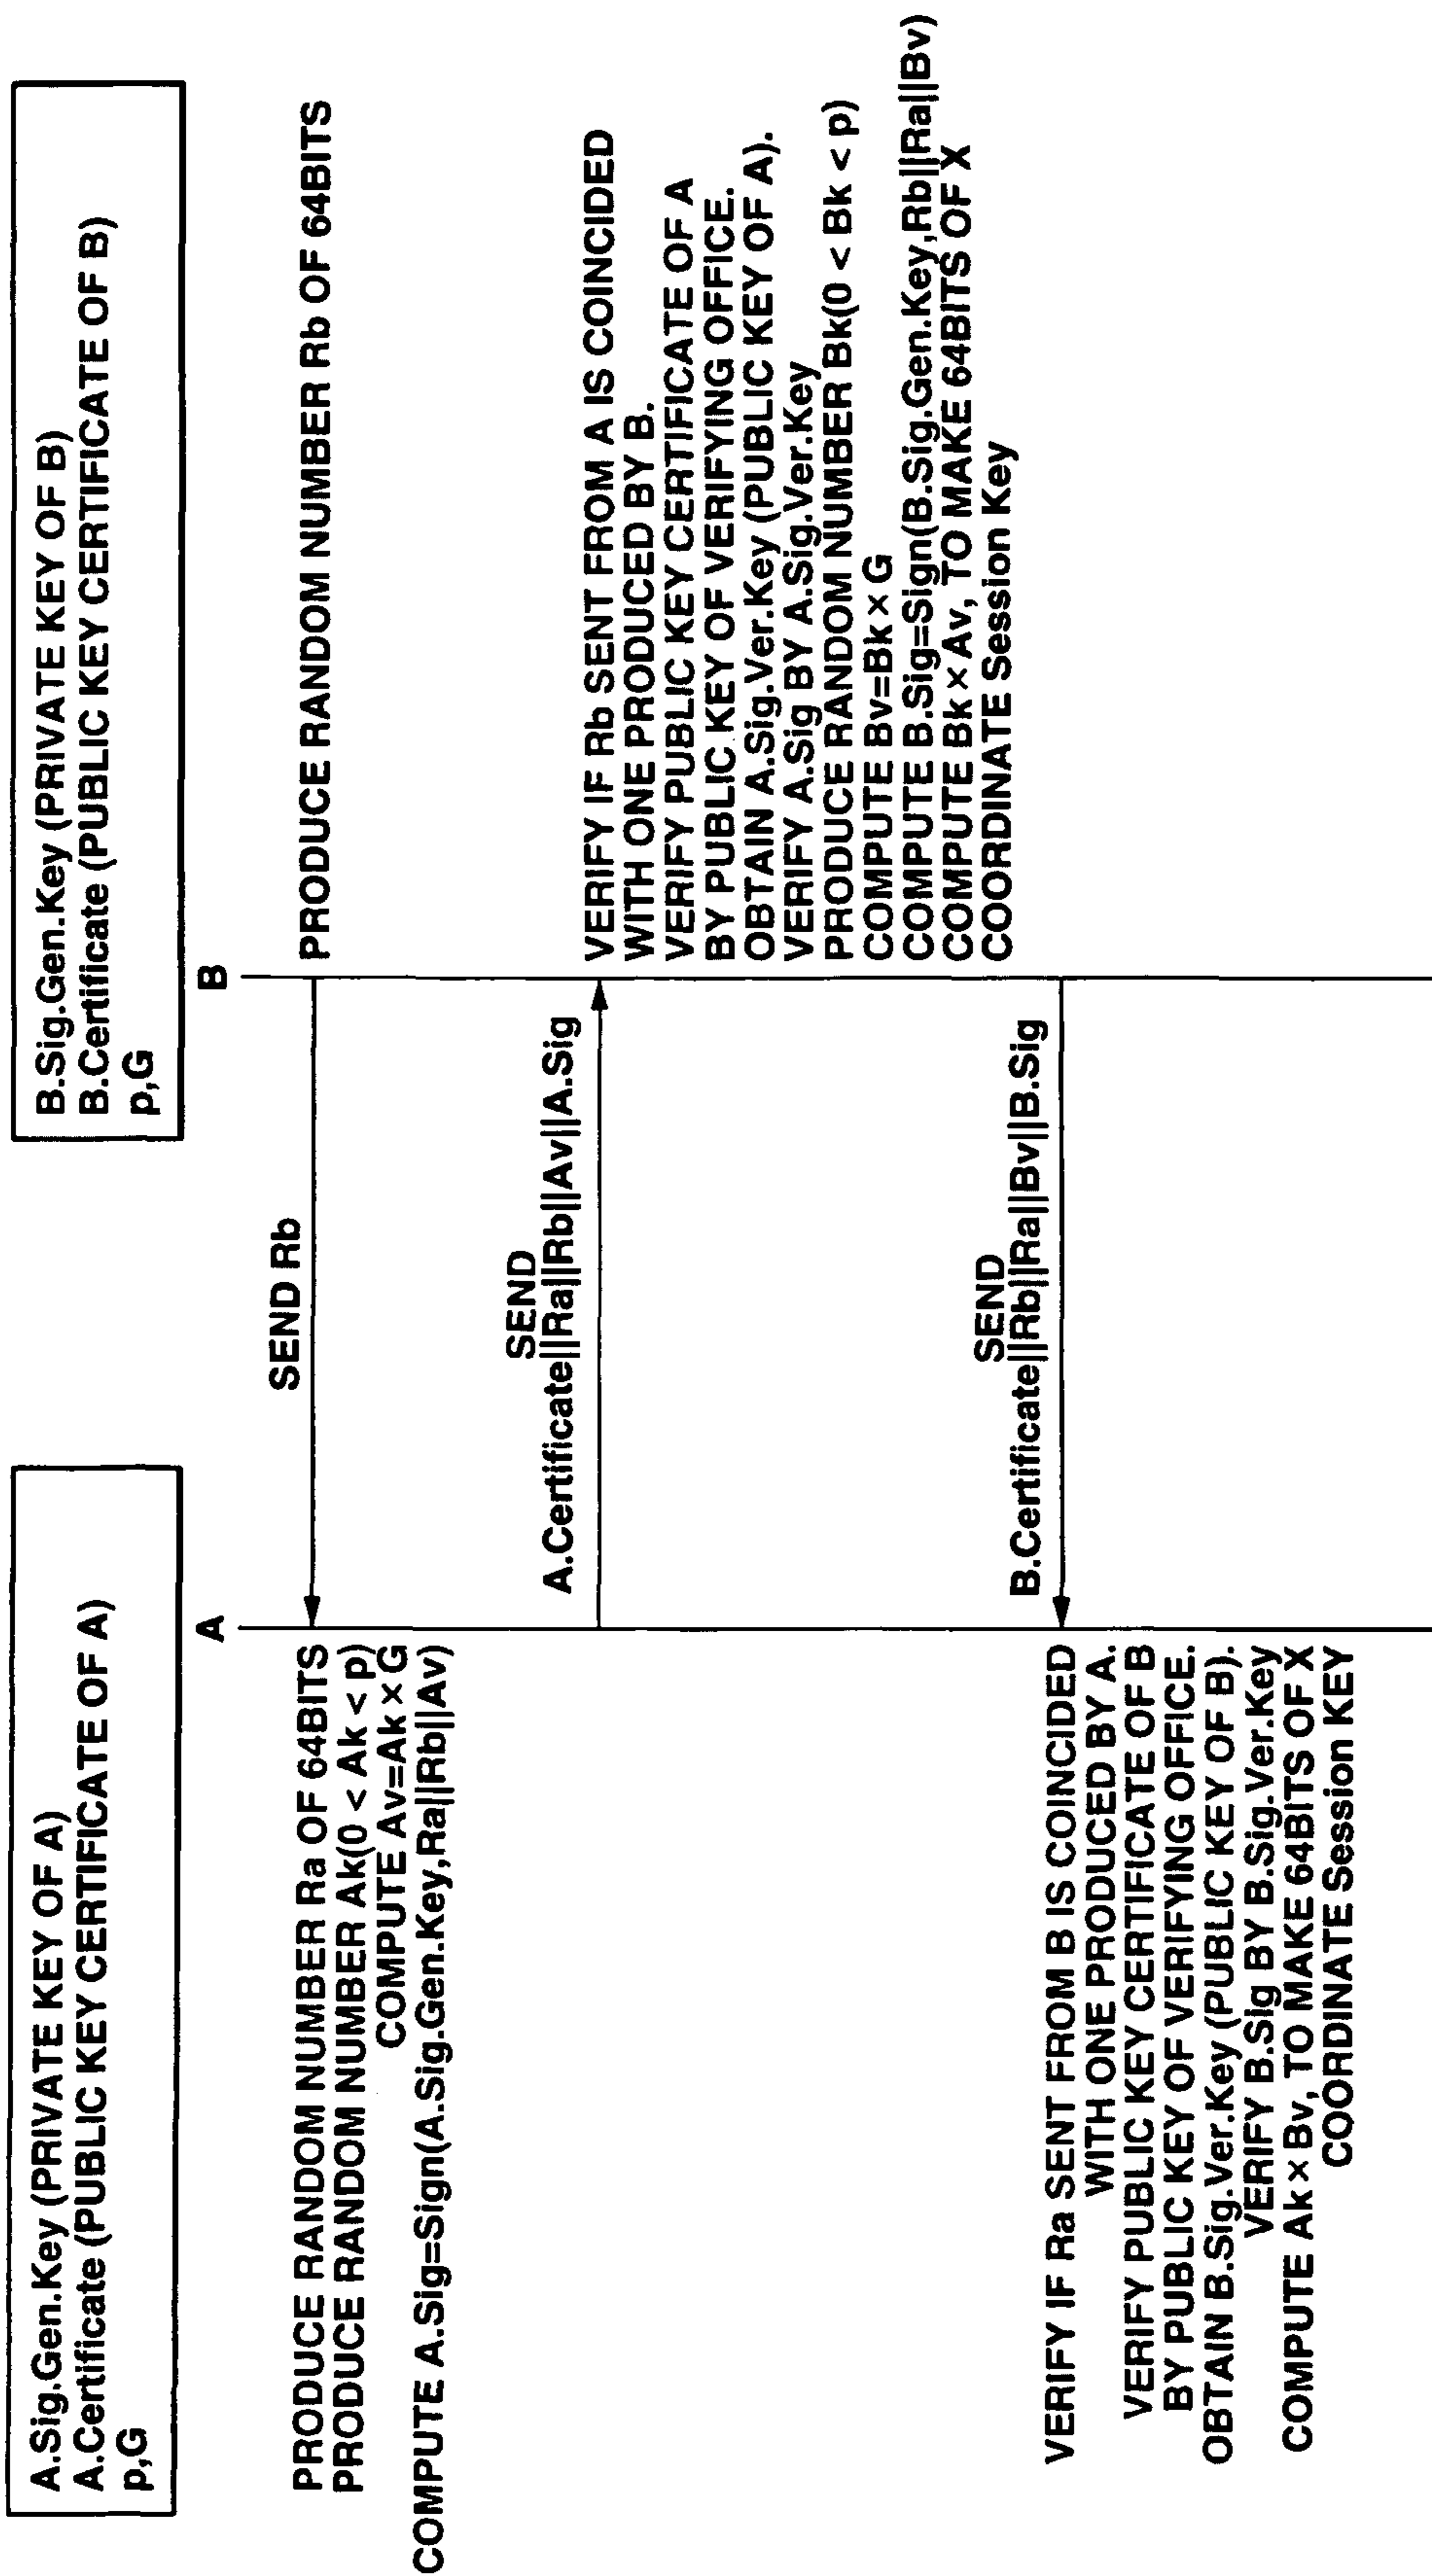 A.Sig.Gen.Key (PRIVATE KEY OF A)
A.Certificate (PUBLIC KEY CERTIFICATE OF A)
p,G
B.Sig.Gen.Key (PRIVATE KEY OF B)
B.Certificate (PUBLIC KEY CERTIFICATE OF B)
p,G
A
B
SEND Rb
PRODUCE RANDOM NUMBER Rb OF 64BITS
PRODUCE RANDOM NUMBER Ra OF 64BITS
PRODUCE RANDOM NUMBER Ak(0 < Ak < p)
COMPUTE Av=Ak × G
COMPUTE A.Sig=Sign(A.Sig.Gen.Key,Ra||Rb||Av)
SEND
A.Certificate||Ra||Rb||Av||A.Sig
VERIFY IF Rb SENT FROM A IS COINCIDED
WITH ONE PRODUCED BY B.
VERIFY PUBLIC KEY CERTIFICATE OF A
BY PUBLIC KEY OF VERIFYING OFFICE.
OBTAIN A.Sig.Ver.Key (PUBLIC KEY OF A).
VERIFY A.Sig BY A.Sig.Ver.Key
PRODUCE RANDOM NUMBER Bk(0 < Bk < p)
COMPUTE Bv=Bk × G
COMPUTE B.Sig=Sign(B.Sig.Gen.Key,Rb||Ra||Bv)
COMPUTE Bk × Av, TO MAKE 64BITS OF X
COORDINATE Session Key
SEND
B.Certificate||Rb||Ra||Bv||B.Sig
VERIFY IF Ra SENT FROM B IS COINCIDED
WITH ONE PRODUCED BY A.
VERIFY PUBLIC KEY CERTIFICATE OF B
BY PUBLIC KEY OF VERIFYING OFFICE.
OBTAIN B.Sig.Ver.Key (PUBLIC KEY OF B).
VERIFY B.Sig BY B.Sig.Ver.Key
COMPUTE Ak × Bv, TO MAKE 64BITS OF X
COORDINATE Session KEY